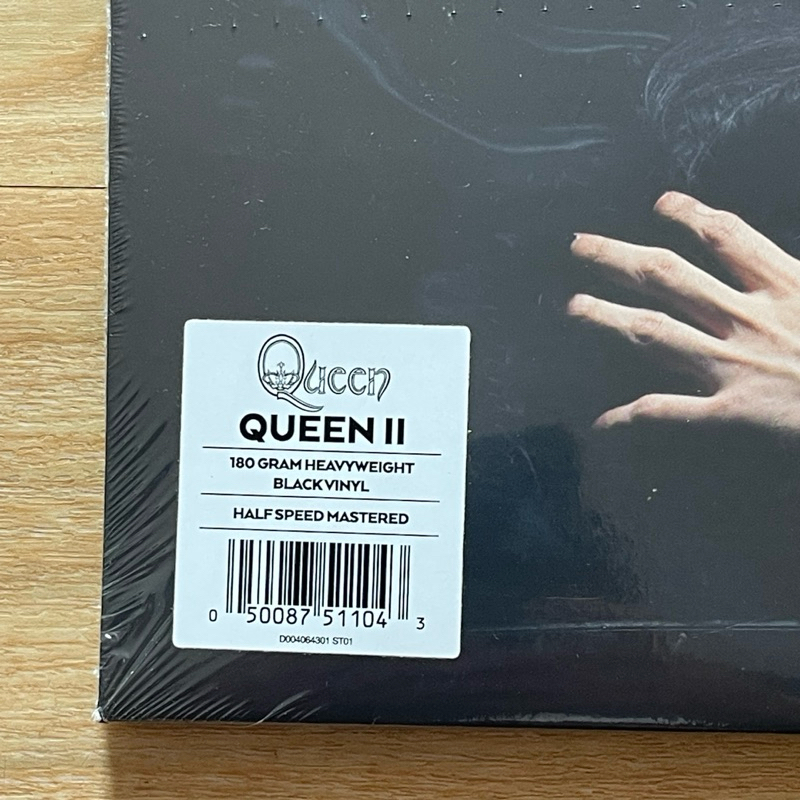 Queen
QUEEN II
180 GRAM HEAVYWEIGHT
BLACK VINYL
HALF SPEED MASTERED
0 50087 51104 3
D004064301 ST01